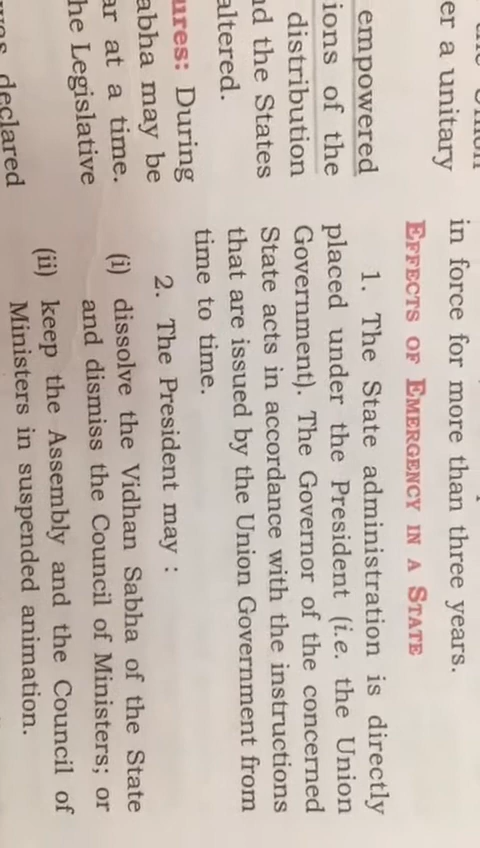 er a unitary
empowered
ions of the
distribution
nd the States
altered.
ures: During
abha may be
ar at a time.
he Legislative
declared
in force for more than three years.
EFFECTS OF EMERGENCY IN A STATE
1. The State administration is directly
placed under the President (i.e. the Union
Government). The Governor of the concerned
State acts in accordance with the instructions
that are issued by the Union Government from
time to time.
2. The President may :
(i) dissolve the Vidhan Sabha of the State
and dismiss the Council of Ministers; or
(ii) keep the Assembly and the Council of
Ministers in suspended animation.